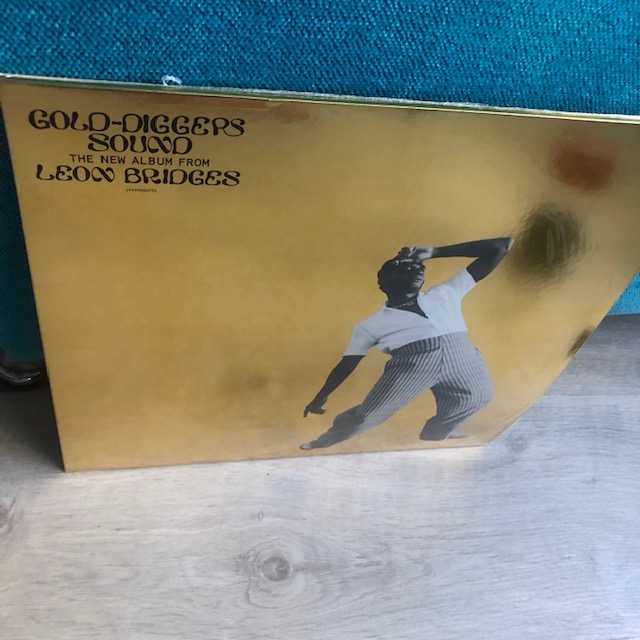 GOLD-DIGGERS
SOUND
THE NEW ALBUM FROM
LEON BRIDGES